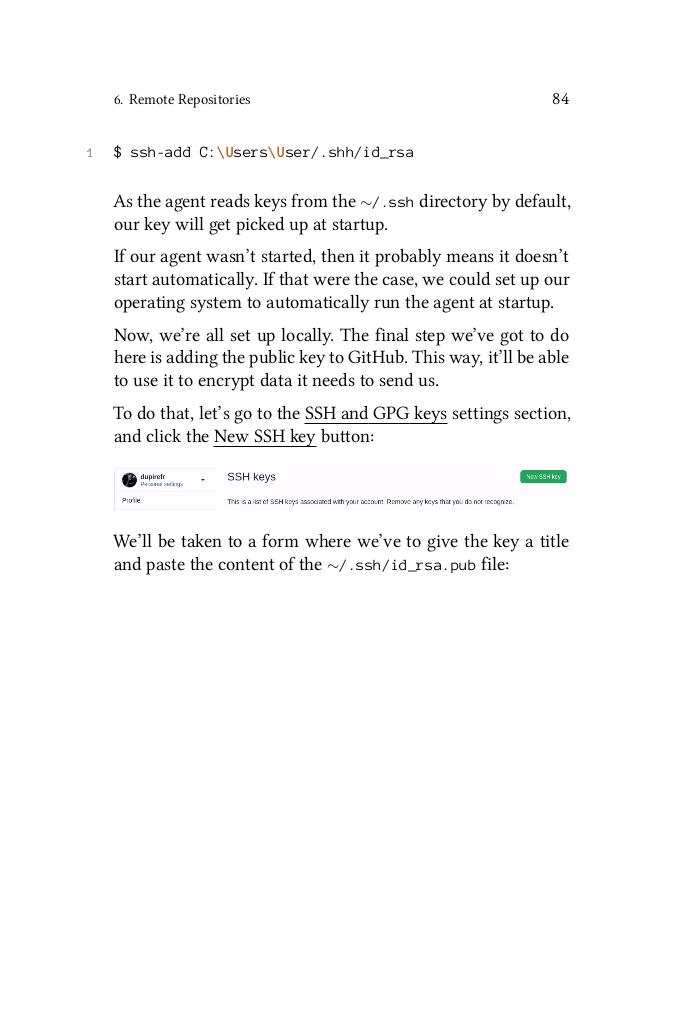 6. Remote Repositories 84
1 $ ssh-add C:\Users\User/.shh/id_rsa
As the agent reads keys from the ~/.ssh directory by default,
our key will get picked up at startup.
If our agent wasn't started, then it probably means it doesn't
start automatically. If that were the case, we could set up our
operating system to automatically run the agent at startup.
Now, we're all set up locally. The final step we've got to do
here is adding the public key to GitHub. This way, it'll be able
to use it to encrypt data it needs to send us.
To do that, let's go to the SSH and GPG keys settings section,
and click the New SSH key button:
dupirefr
Personal settings
Profile
SSH keys
New SSH key
This is a list of SSH keys associated with your account. Remove any keys that you do not recognize.
We'll be taken to a form where we've to give the key a title
and paste the content of the ~/.ssh/id_rsa.pub file: